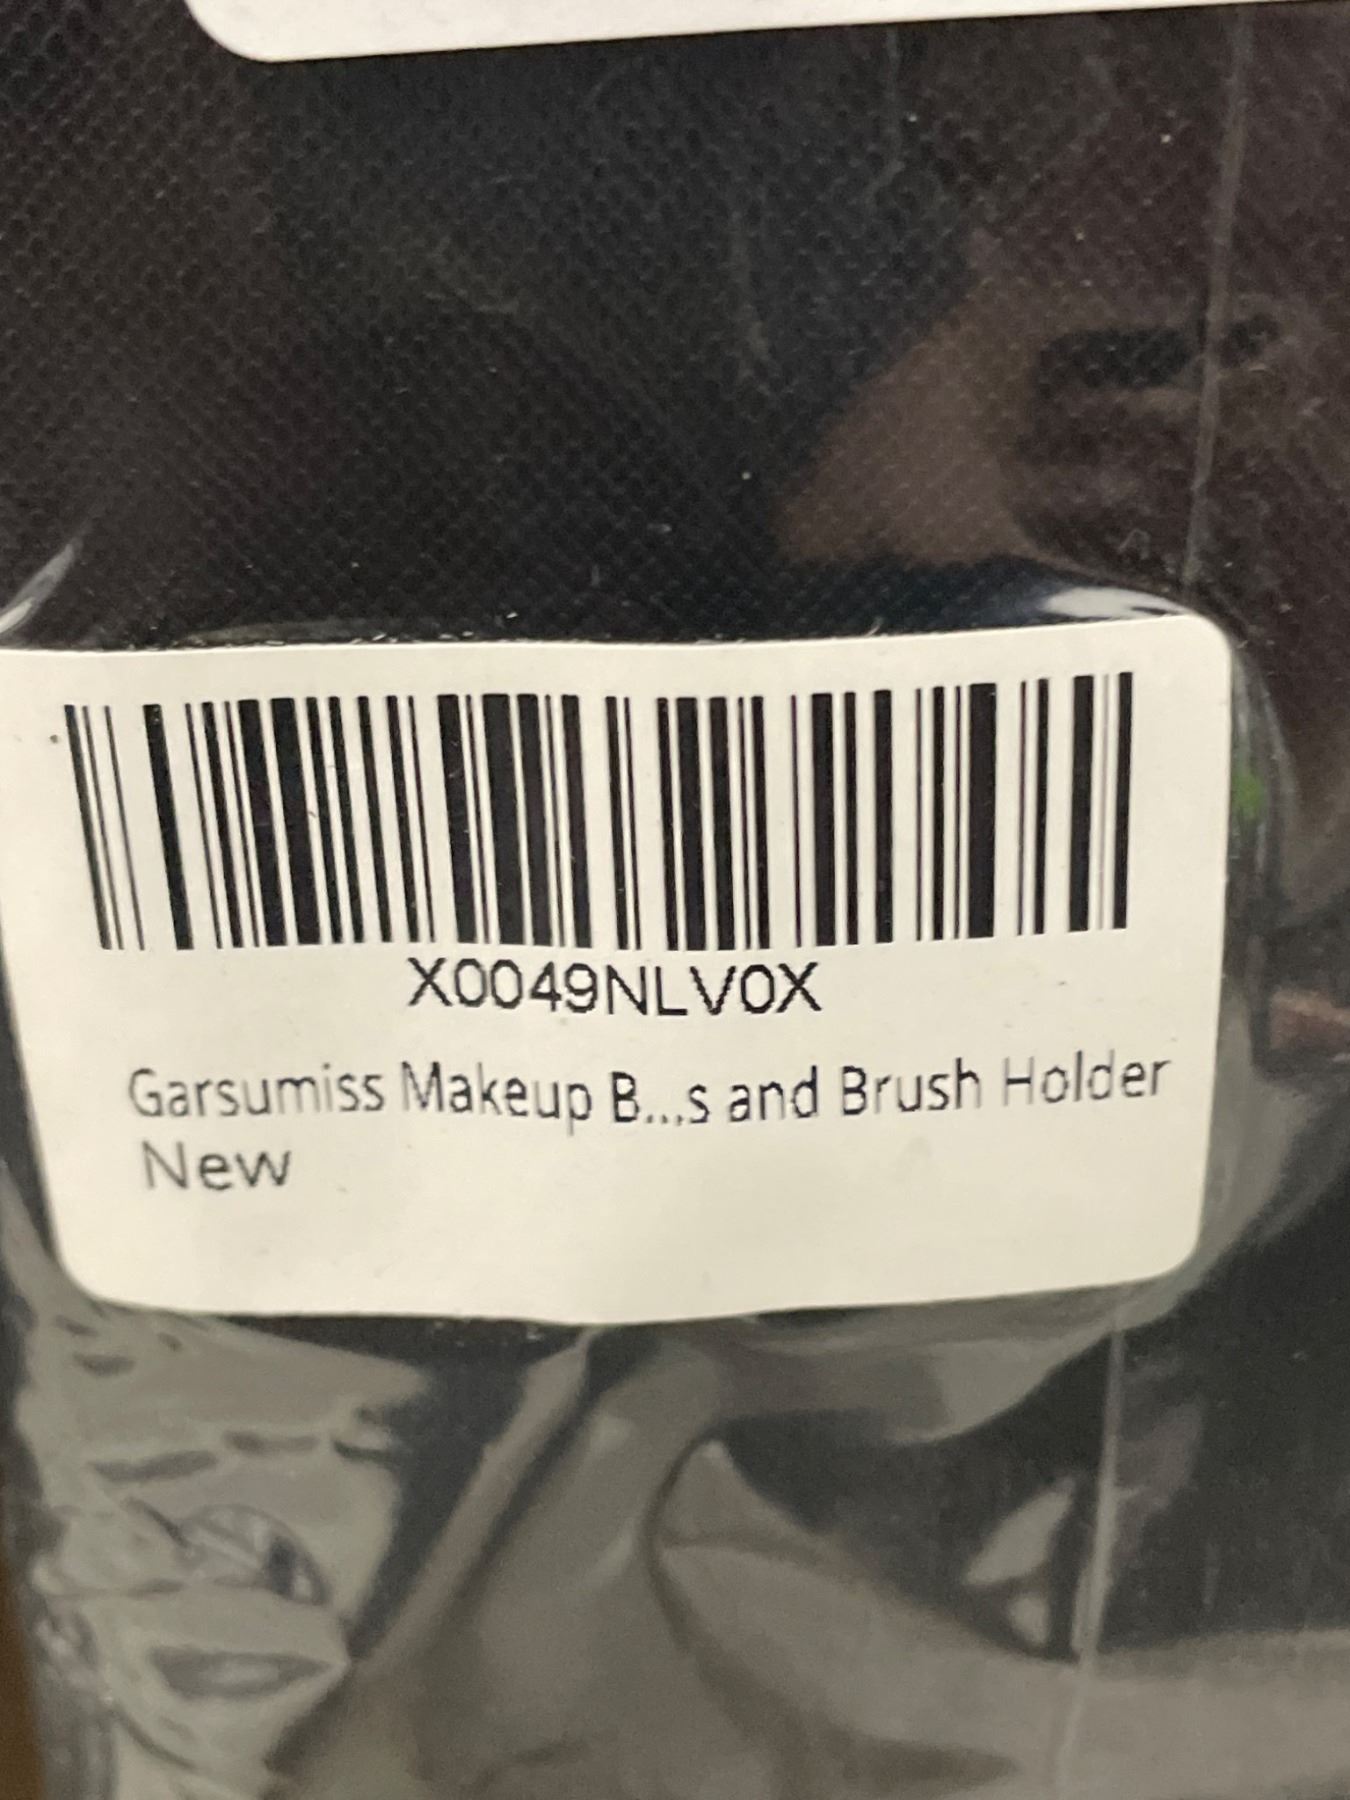 X0049NLV0X
Garsumiss Makeup B...s and Brush Holder
New